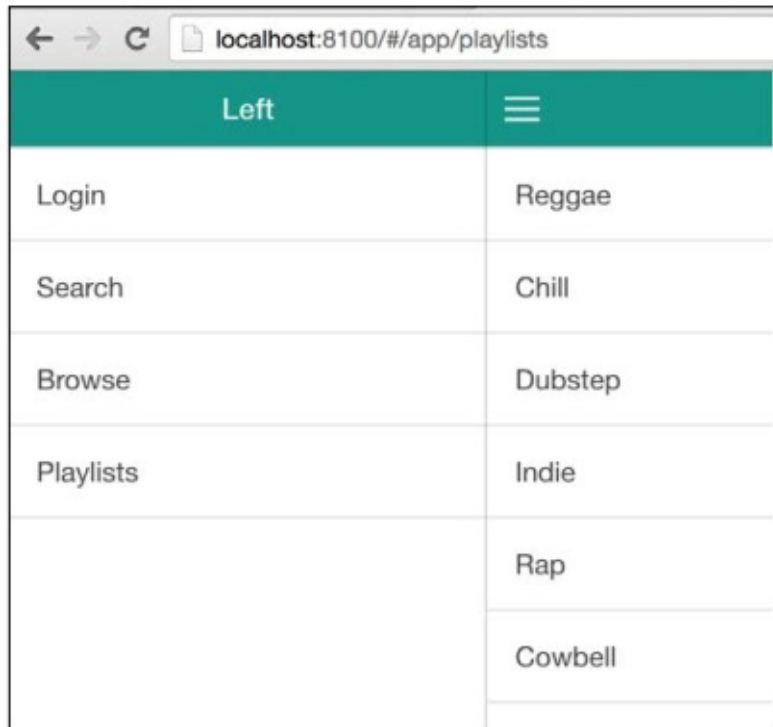 localhost:8100/#/app/playlists
Left
Login
Search
Browse
Playlists
Reggae
Chill
Dubstep
Indie
Rap
Cowbell